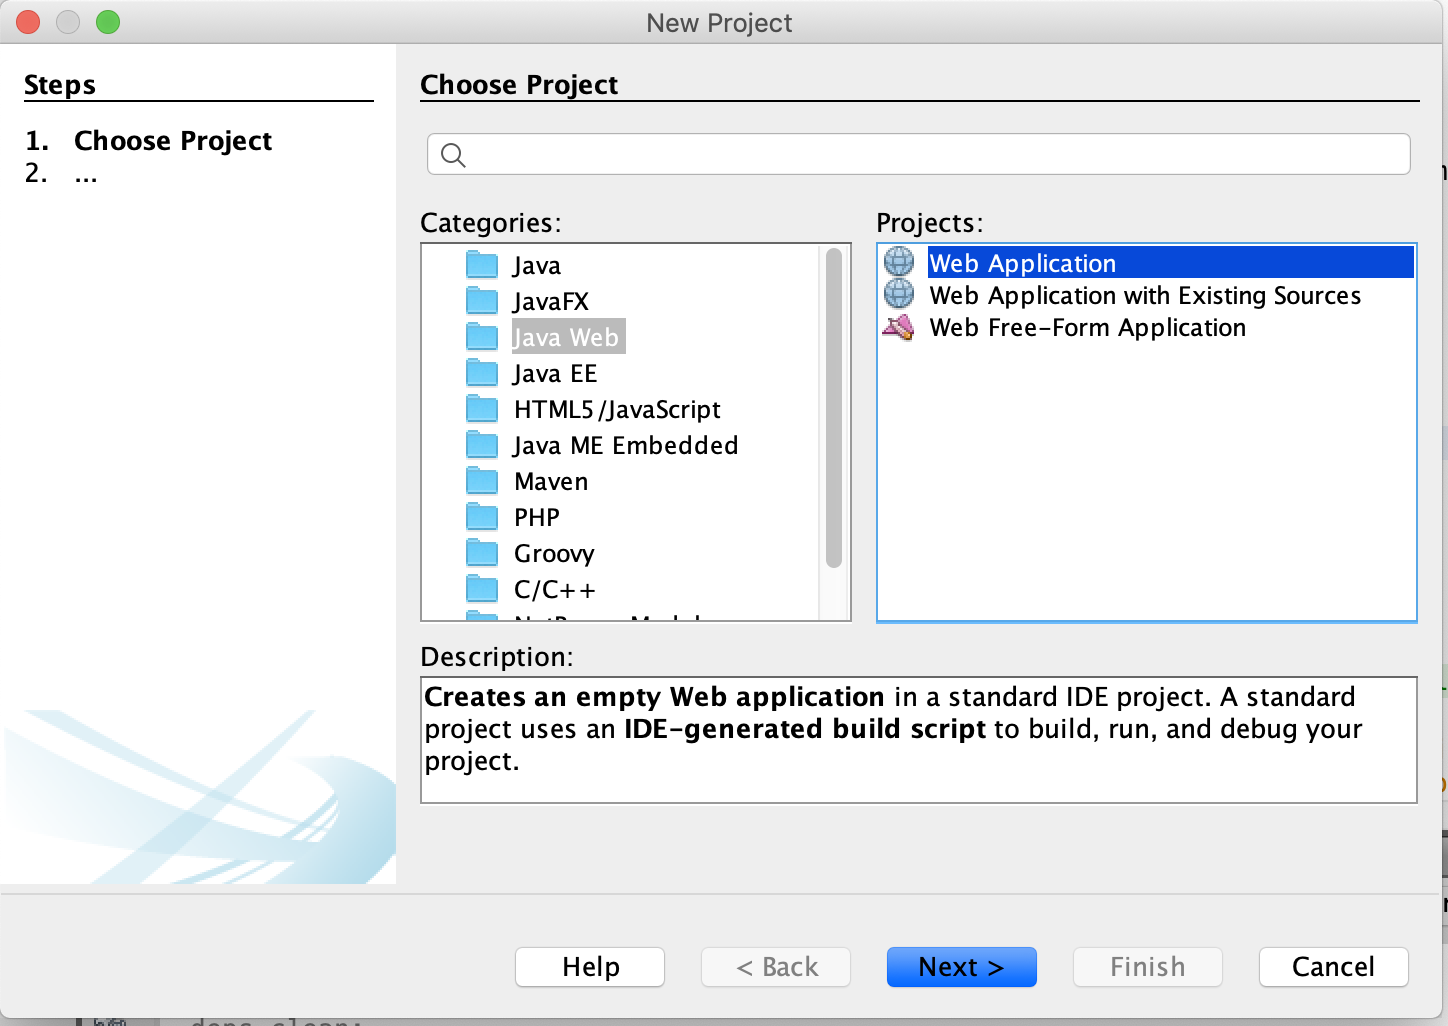 New Project
Steps
1. Choose Project
2. ...
Choose Project
Categories:
Java
JavaFX
Java Web
Java EE
HTML5/JavaScript
Java ME Embedded
Maven
PHP
Groovy
C/C++
Projects:
Web Application
Web Application with Existing Sources
Web Free-Form Application
Description:
Creates an empty Web application in a standard IDE project. A standard
project uses an IDE-generated build script to build, run, and debug your
project.
Help
< Back
Next >
Finish
Cancel